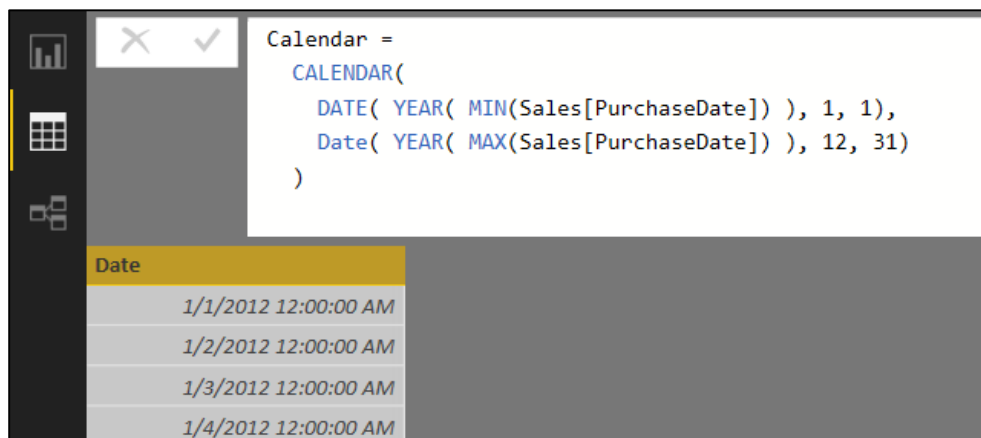 Calendar =
CALENDAR(
DATE( YEAR( MIN(Sales[PurchaseDate]) ), 1, 1),
Date( YEAR( MAX(Sales[PurchaseDate]) ), 12, 31)
)
Date
1/1/2012 12:00:00 AM
1/2/2012 12:00:00 AM
1/3/2012 12:00:00 AM
1/4/2012 12:00:00 AM